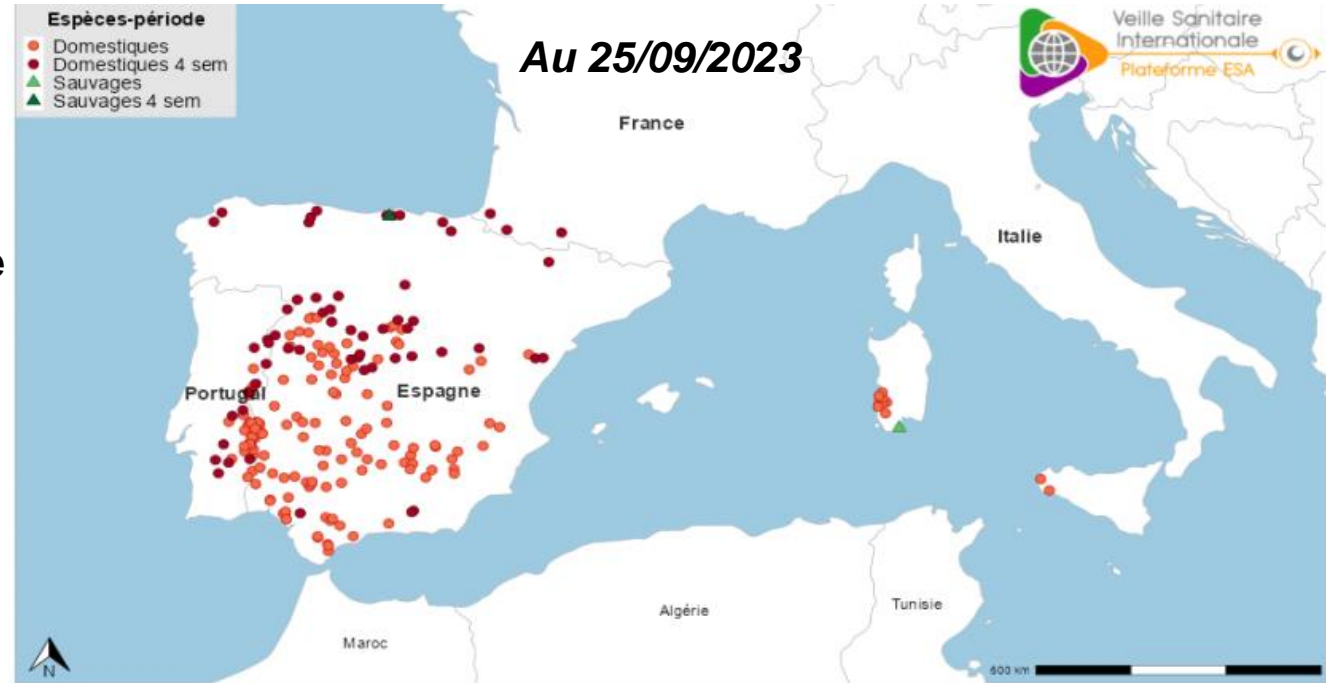 Espèces-période
Domestiques
Domestiques 4 sem
Sauvages
Sauvages 4 sem
Au 25/09/2023
Veille Sanitaire
Internationale
Plateforme ESA
France
Italie
e
Portugal
Espagne
Algérie
Tunisie
Maroc
N
600 km